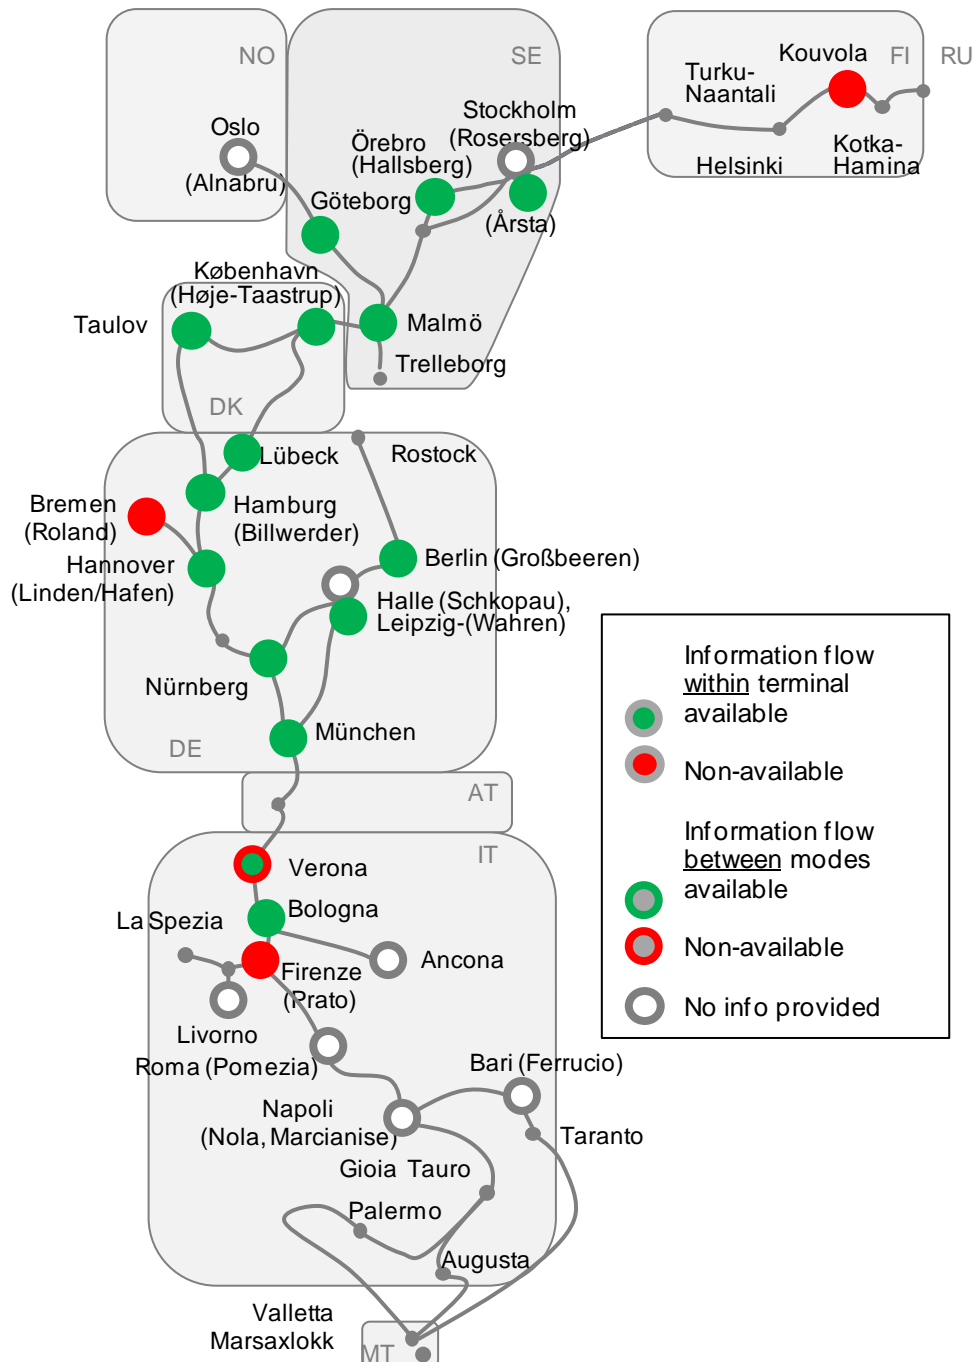 NO
SE
FI
RU
Kouvola
Turku-
Naantali
Stockholm
(Rosersberg)
Oslo
(Alnabru)
Örebro
(Hallsberg)
Kotka-
Hamina
Helsinki
Göteborg
(Årsta)
København
(Høje-Taastrup)
Taulov
Malmö
Trelleborg
DK
Lübeck
Rostock
Bremen
(Roland)
Hamburg
(Billwerder)
Hannover
(Linden/Hafen)
Berlin (Großbeeren)
Halle (Schkopau),
Leipzig-(Wahren)
Nürnberg
München
DE
AT
IT
Verona
Bologna
La Spezia
Firenze
(Prato)
Ancona
Livorno
Roma (Pomezia)
Bari (Ferrucio)
Napoli
(Nola, Marcianise)
Taranto
Gioia Tauro
Palermo
Augusta
Valletta
Marsaxlokk
MT
Information flow
within terminal
available
Non-available
Information flow
between modes
available
Non-available
No info provided